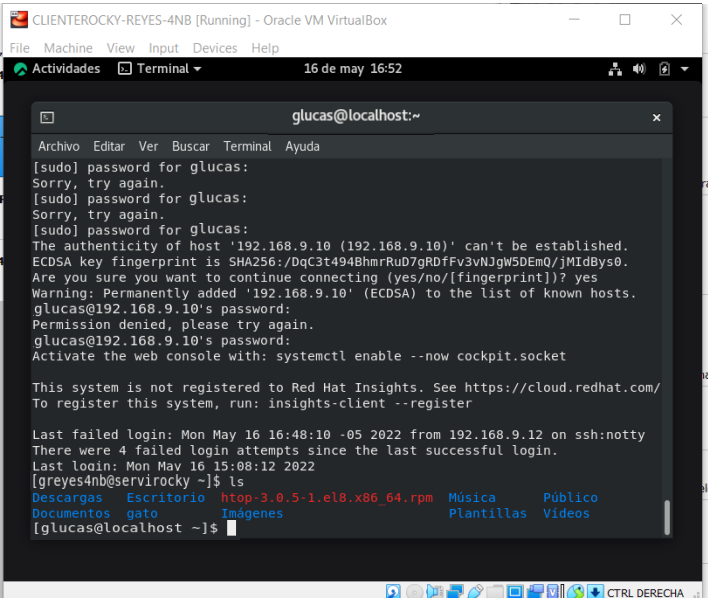 CLIENTEROCKY-REYES-4NB [Running] - Oracle VM VirtualBox
File Machine View Input Devices Help
Actividades Terminal 16 de may 16:52
glucas@localhost:~
Archivo Editar Ver Buscar Terminal Ayuda
[sudo] password for glucas:
Sorry, try again.
[sudo] password for glucas:
Sorry, try again.
[sudo] password for glucas:
The authenticity of host '192.168.9.10 (192.168.9.10)' can't be established.
ECDSA key fingerprint is SHA256:/DqC3t494BhmrRuD7gRDfFv3vNJgW5DEmQ/jMIdBys0.
Are you sure you want to continue connecting (yes/no/[fingerprint])? yes
Warning: Permanently added '192.168.9.10' (ECDSA) to the list of known hosts.
glucas@192.168.9.10's password:
Permission denied, please try again.
glucas@192.168.9.10's password:
Activate the web console with: systemctl enable --now cockpit.socket
This system is not registered to Red Hat Insights. See https://cloud.redhat.com/
To register this system, run: insights-client --register
Last failed login: Mon May 16 16:48:10 -05 2022 from 192.168.9.12 on ssh:notty
There were 4 failed login attempts since the last successful login.
Last login: Mon May 16 15:08:12 2022
[greyes4nb@servirocky ~]$ ls
Descargas Escritorio htop-3.0.5-1.el8.x86_64.rpm Música Público
Documentos gato Imágenes Plantillas Vídeos
[glucas@localhost ~]$
CTRL DERECHA